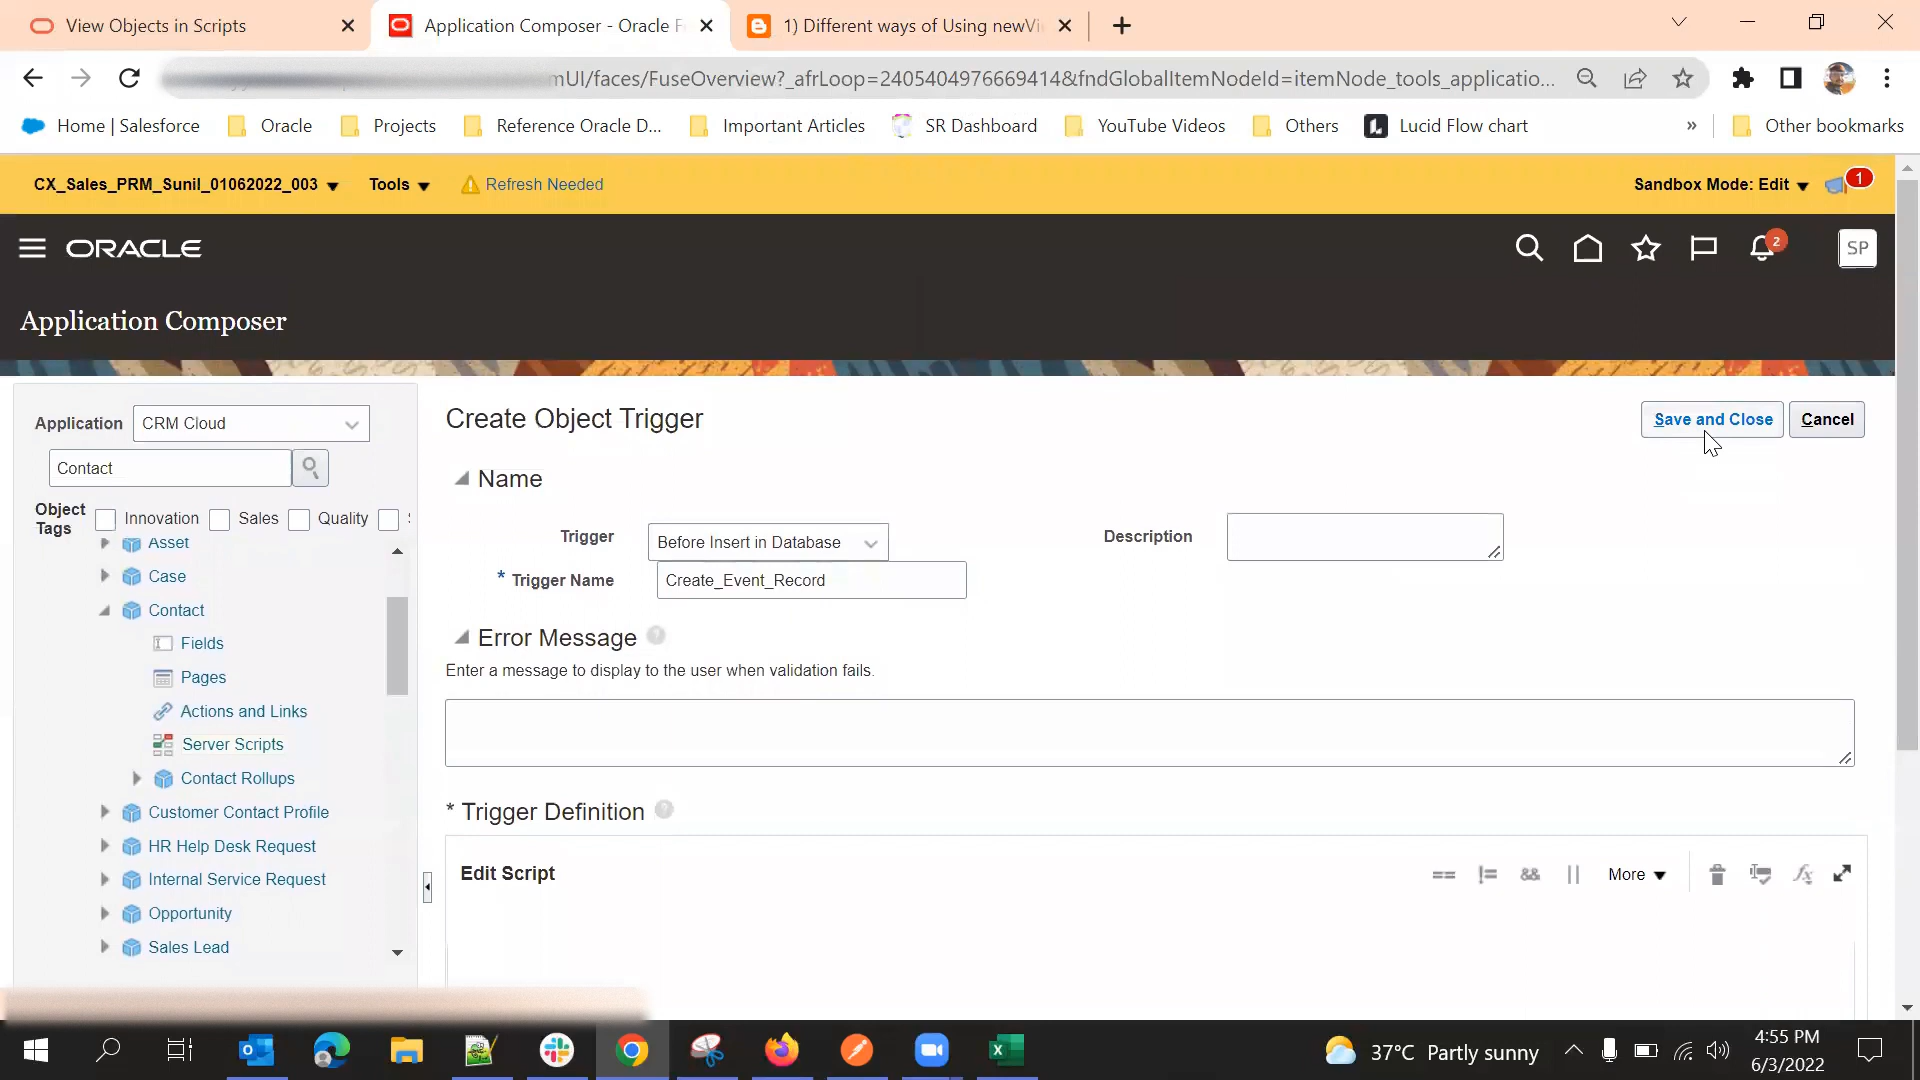 View Objects in Scripts
Application Composer - Oracle F
1) Different ways of Using newVi
mUI/faces/FuseOverview?_afrLoop=2405404976669414&fndGlobalItemNodeId=itemNode_tools_applicatio...
Home | Salesforce
Oracle
Projects
Reference Oracle D...
Important Articles
SR Dashboard
YouTube Videos
Others
Lucid Flow chart
»
Other bookmarks
CX_Sales_PRM_Sunil_01062022_003
Tools
Refresh Needed
Sandbox Mode: Edit
1
ORACLE
2
SP
Application Composer
Application
CRM Cloud
Contact
Object Tags
Innovation
Sales
Quality
Asset
Case
Contact
Fields
Pages
Actions and Links
Server Scripts
Contact Rollups
Customer Contact Profile
HR Help Desk Request
Internal Service Request
Opportunity
Sales Lead
Create Object Trigger
Save and Close
Cancel
Name
Trigger
Before Insert in Database
Description
* Trigger Name
Create_Event_Record
Error Message
Enter a message to display to the user when validation fails.
* Trigger Definition
Edit Script
== != && || More
37°C Partly sunny
4:55 PM
6/3/2022